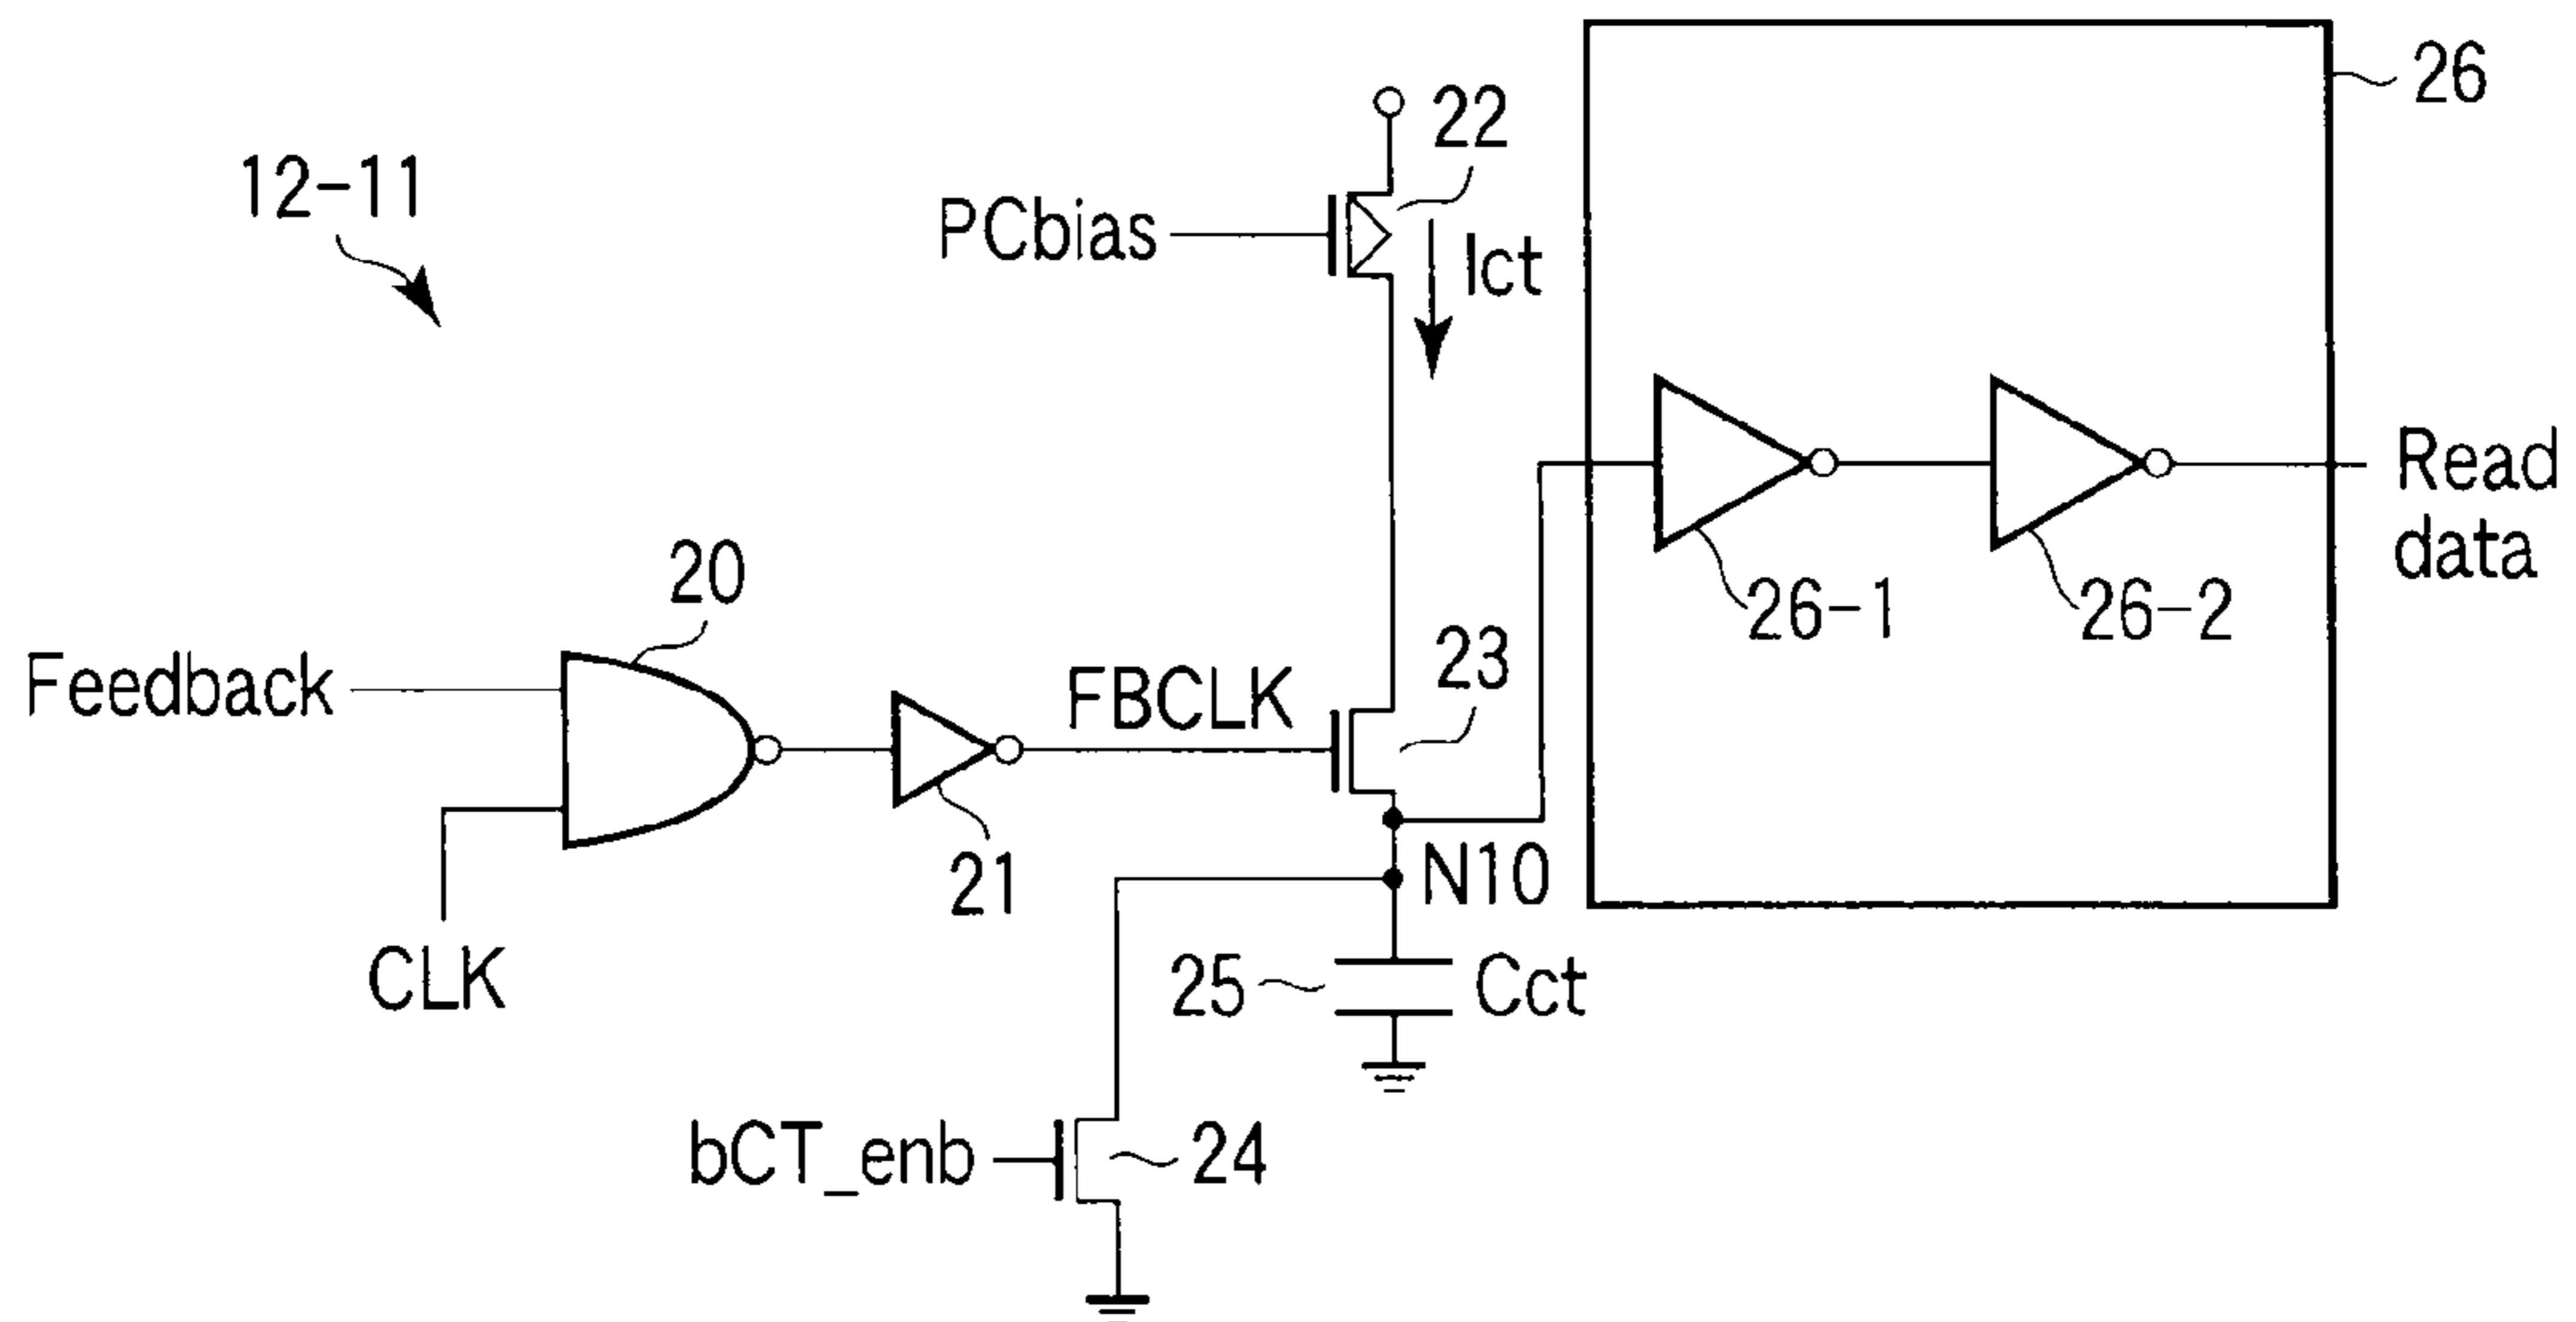 26
22
12-11
PCbias
Ict
Read
data
20
26-1
26-2
Feedback
FBCLK
23
21
N10
CLK
25
Cct
bCT_enb
24